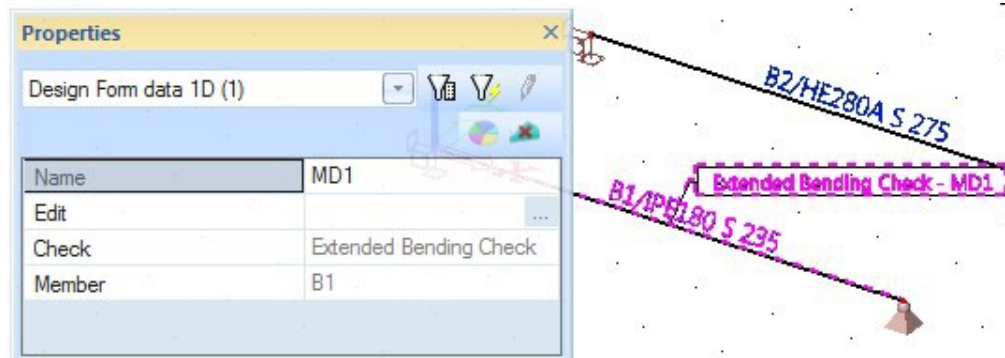 Properties
Design Form data 1D (1)
Name MD1
Edit ...
Check Extended Bending Check
Member B1
B2/HE280A S 275
Extended Bending Check - MD1
B1/IPE180 S 235